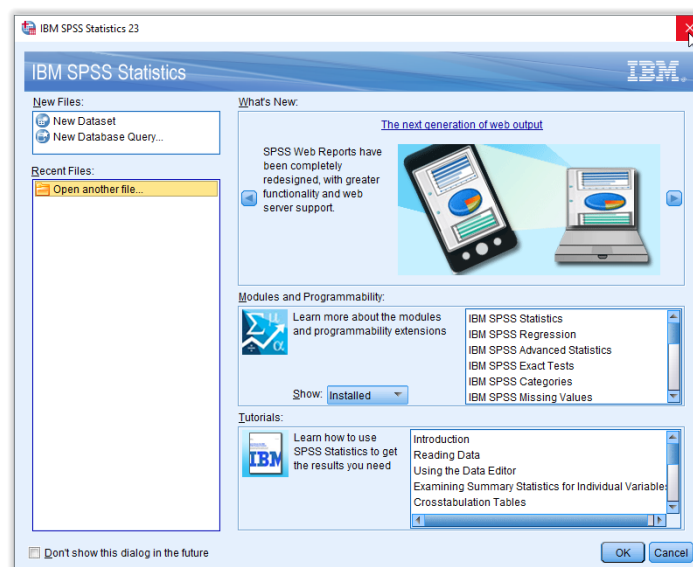 IBM SPSS Statistics 23
IBM SPSS Statistics
IBM.
New Files:
New Dataset
New Database Query...
Recent Files:
Open another file...
What's New:
The next generation of web output
SPSS Web Reports have
been completely
redesigned, with greater
functionality and web
server support.
Modules and Programmability:
Learn more about the modules
and programmability extensions
Show: Installed
IBM SPSS Statistics
IBM SPSS Regression
IBM SPSS Advanced Statistics
IBM SPSS Exact Tests
IBM SPSS Categories
IBM SPSS Missing Values
Tutorials:
IBM
Learn how to use
SPSS Statistics to get
the results you need
Introduction
Reading Data
Using the Data Editor
Examining Summary Statistics for Individual Variable
Crosstabulation Tables
Don't show this dialog in the future
OK
Cancel